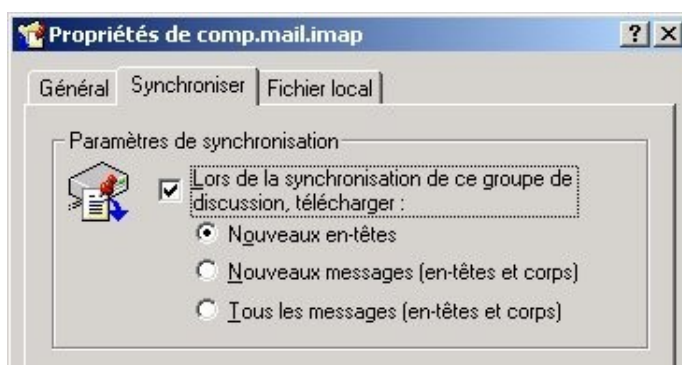 Propriétés de comp.mail.imap
Général Synchroniser Fichier local
Paramètres de synchronisation
Lors de la synchronisation de ce groupe de
discussion, télécharger :
Nouveaux en-têtes
Nouveaux messages (en-têtes et corps)
Tous les messages (en-têtes et corps)